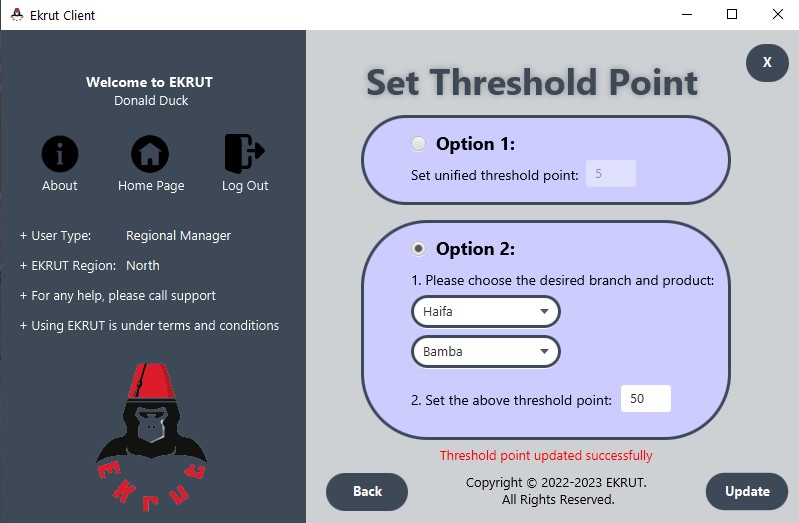 Ekrut Client
Welcome to EKRUT
Donald Duck
About
Home Page
Log Out
+ User Type: Regional Manager
+ EKRUT Region: North
+ For any help, please call support
+ Using EKRUT is under terms and conditions
EKrut
X
Set Threshold Point
Option 1:
Set unified threshold point: 5
Option 2:
1. Please choose the desired branch and product:
Haifa
Bamba
2. Set the above threshold point: 50
Threshold point updated successfully
Back
Copyright © 2022-2023 EKRUT.
All Rights Reserved.
Update